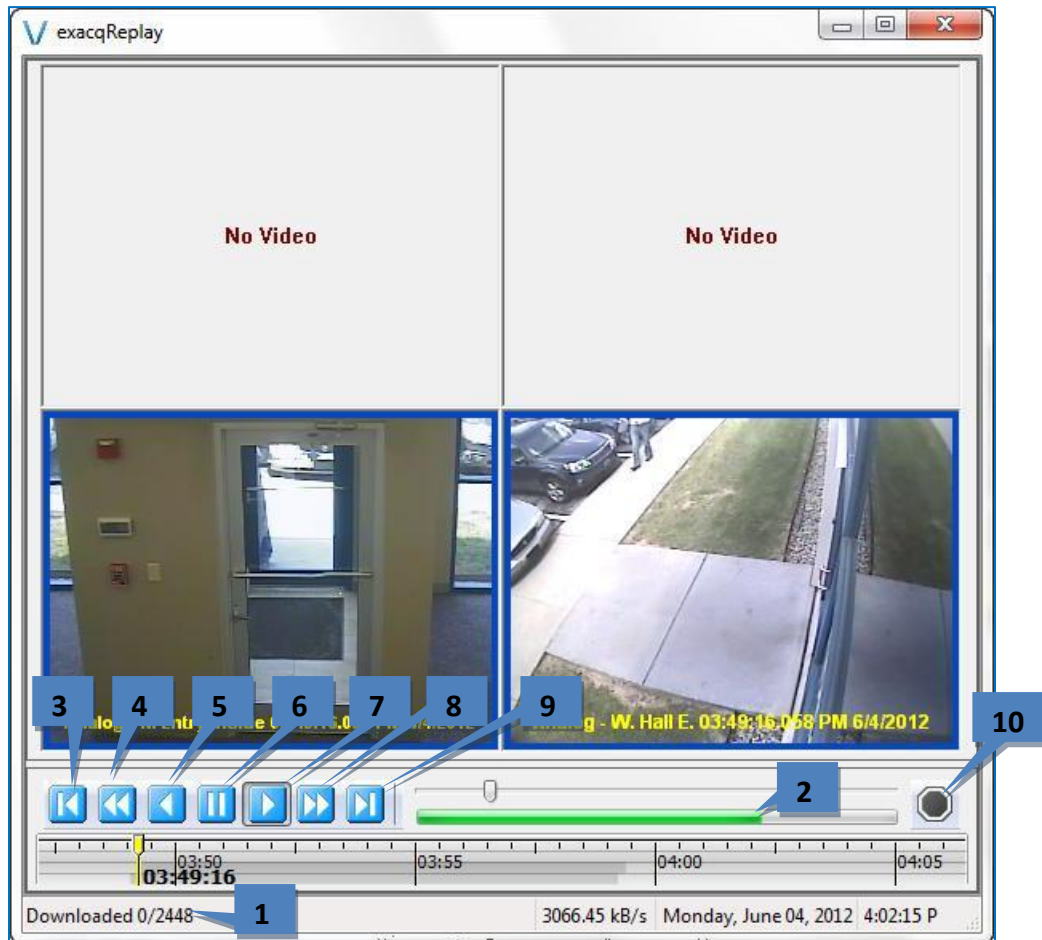 exacqReplay
No Video
No Video
3 4 5 6 7 8 9
- W. Hall E. 03:49:16.058 PM 6/4/2012
10
2
03:50 03:55 04:00 04:05
03:49:16
Downloaded 0/2448 1 3066.45 kB/s Monday, June 04, 2012 4:02:15 P